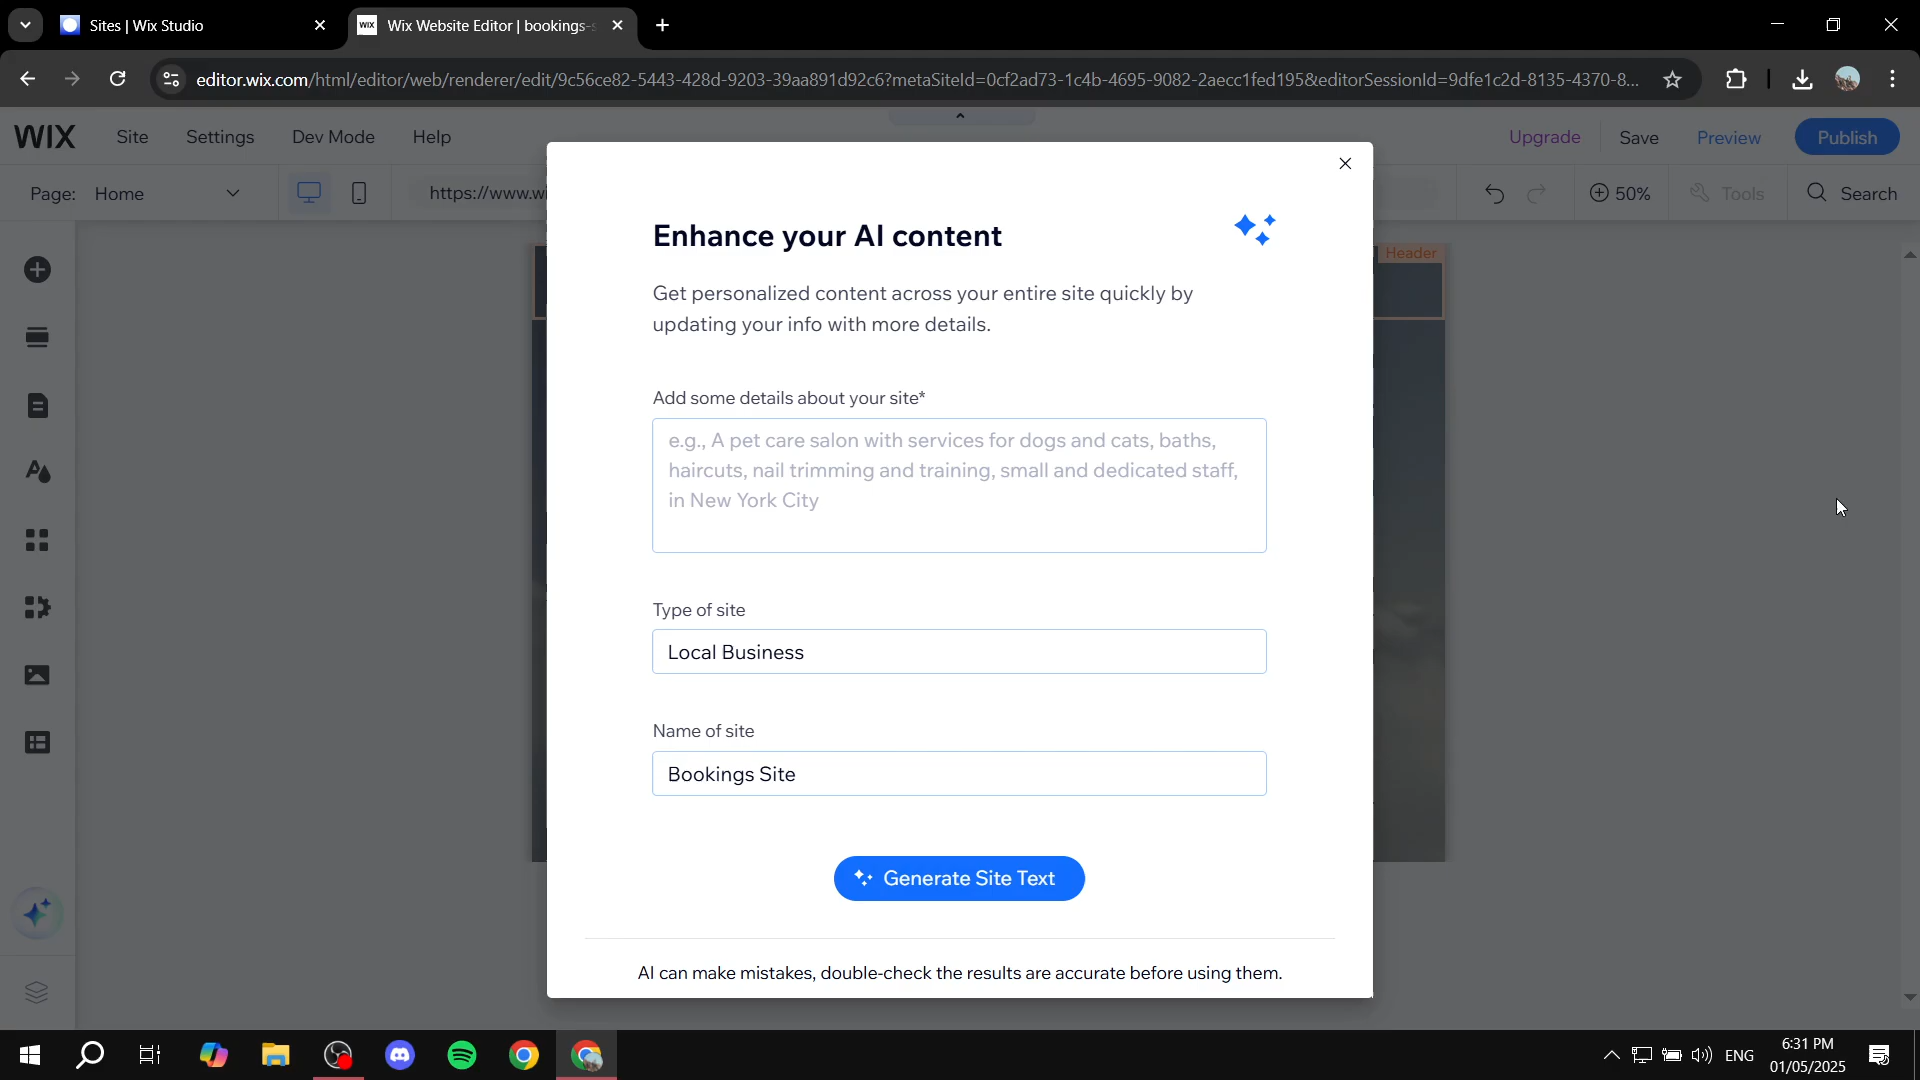 Sites | Wix Studio
WIX
Wix Website Editor | bookings-s
editor.wix.com/html/editor/web/renderer/edit/9c56ce82-5443-428d-9203-39aa891d92c6?metaSiteId=0cf2ad73-1c4b-4695-9082-2aecc1fed195&editorSessionId=9dfe1c2d-8135-4370-8...
WIX
Site
Settings
Dev Mode
Help
Upgrade
Save
Preview
Publish
Page: Home
https://www.wi
50%
Tools
Search
Header
Enhance your AI content
Get personalized content across your entire site quickly by
updating your info with more details.
Add some details about your site*
e.g., A pet care salon with services for dogs and cats, baths,
haircuts, nail trimming and training, small and dedicated staff,
in New York City
Type of site
Local Business
Name of site
Bookings Site
Generate Site Text
AI can make mistakes, double-check the results are accurate before using them.
ENG
6:31 PM
01/05/2025